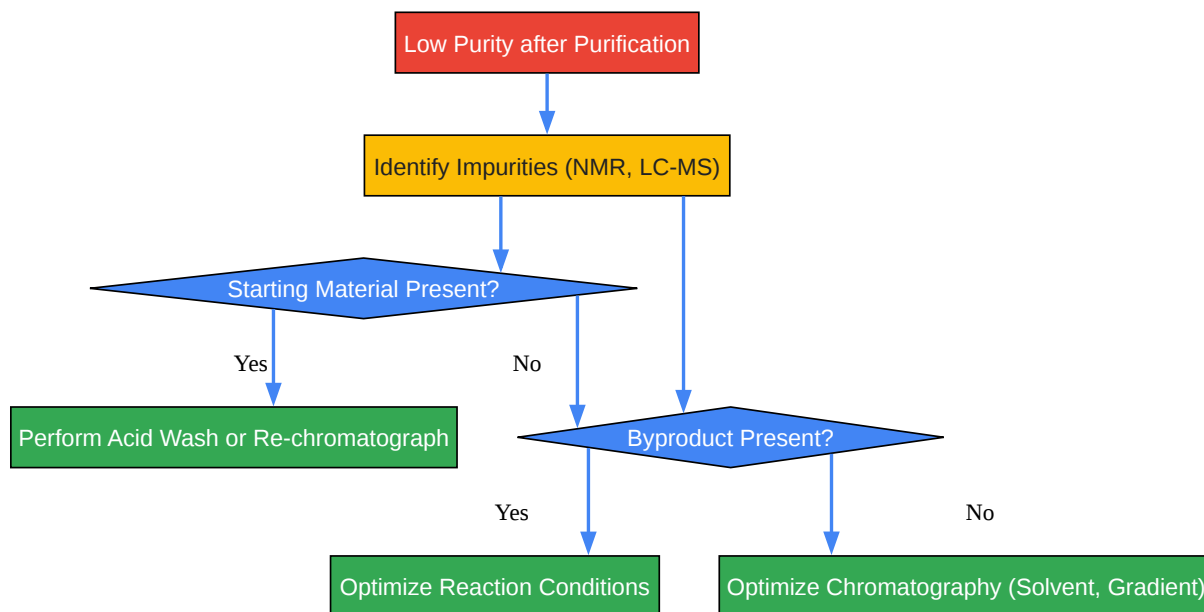 Low Purity after Purification
Identify Impurities (NMR, LC-MS)
Starting Material Present?
Yes
No
Perform Acid Wash or Re-chromatograph
Byproduct Present?
Yes
No
Optimize Reaction Conditions
Optimize Chromatography (Solvent, Gradient)